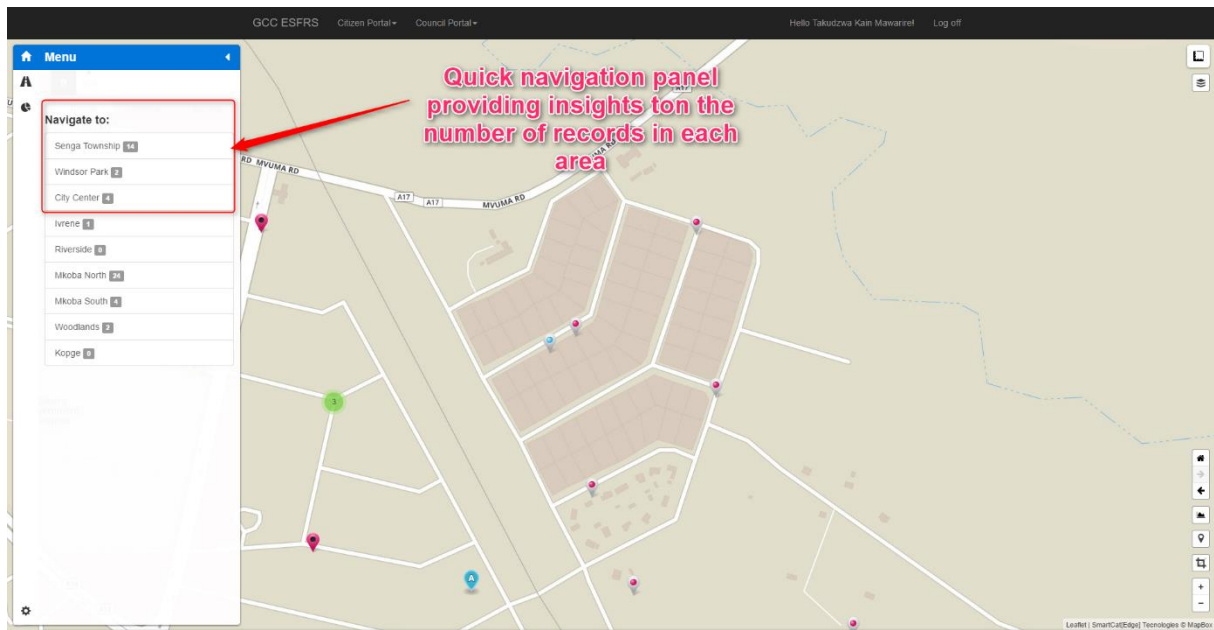 GCC ESFRS Citizen Portal Council Portal Hello Takudzwa Kain Mawarire! Log off
Menu
Quick navigation panel
providing insights ton the
number of records in each
area
Navigate to:
Senga Township 14
Windsor Park 2
City Center 4
Ivrene 1
Riverside 0
Mkoba North 24
Mkoba South 4
Woodlands 2
Kopge 0
RD MVUMA RD
A17
A17
MVUMA RD
A17
3
A
+
-
Leaflet | SmartCat[Edge] Tecnologies © MapBox